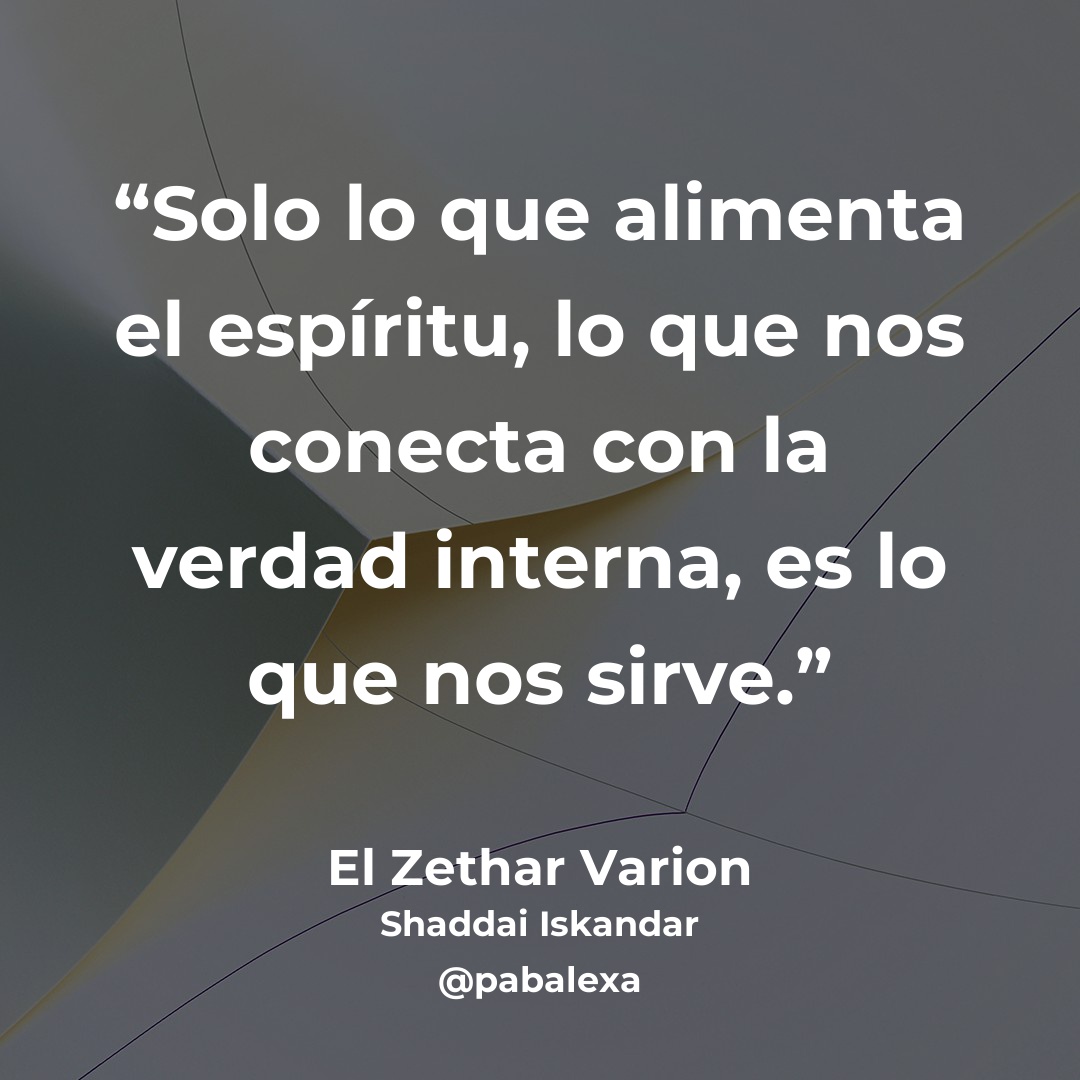 “Solo lo que alimenta
el espíritu, lo que nos
conecta con la
verdad interna, es lo
que nos sirve.”
El Zethar Varion
Shaddai Iskandar
@pabalexa